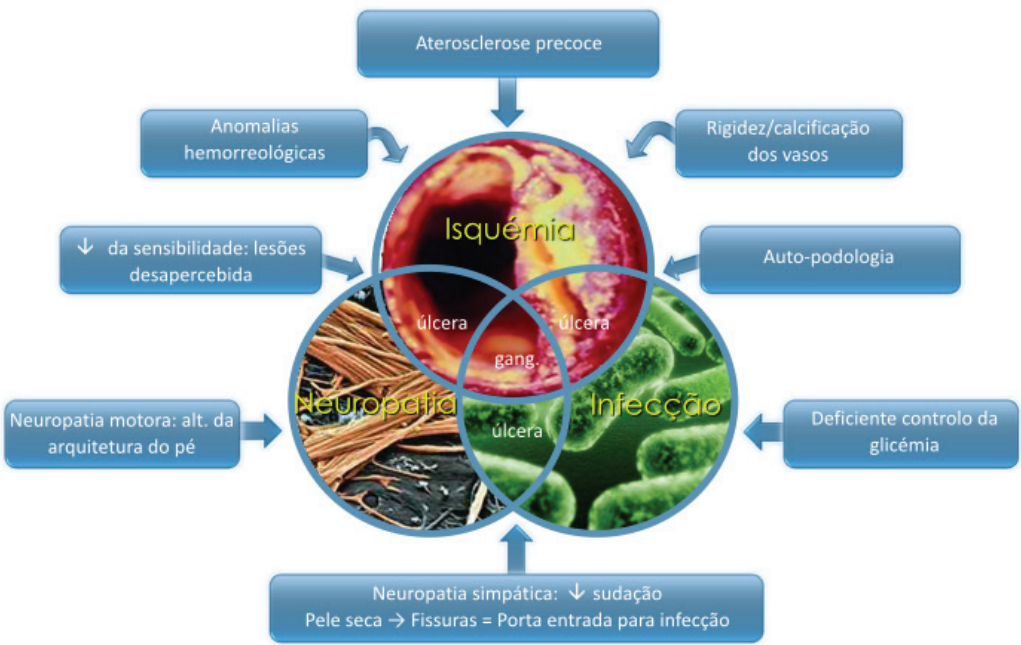 Aterosclerose precoce
Anomalias
hemorreológicas
Rigidez/calcificação
dos vasos
Isquémia
↓ da sensibilidade: lesões
desapercebida
Auto-podologia
úlcera
úlcera
gang.
Neuropatia
Infecção
úlcera
Neuropatia motora: alt. da
arquitetura do pé
Deficiente controlo da
glicémia
Neuropatia simpática: ↓ sudação
Pele seca → Fissuras = Porta entrada para infecção